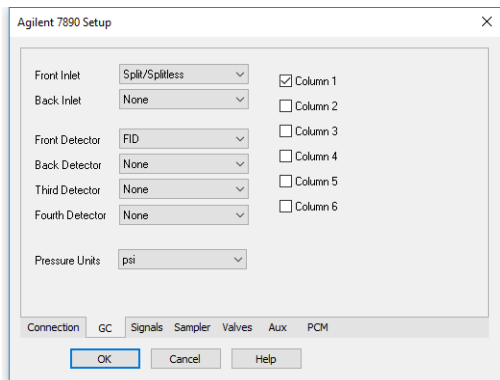 Agilent 7890 Setup
Front Inlet Split/Splitless
Back Inlet None
Front Detector FID
Back Detector None
Third Detector None
Fourth Detector None
Pressure Units psi
Column 1
Column 2
Column 3
Column 4
Column 5
Column 6
Connection GC Signals Sampler Valves Aux PCM
OK Cancel Help